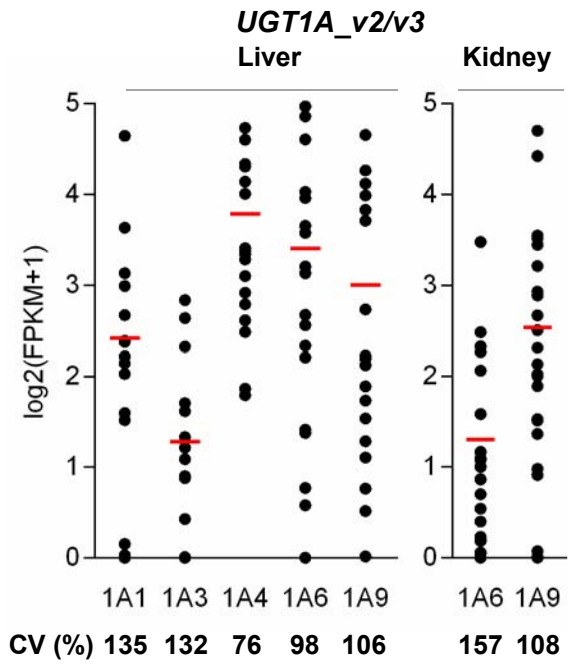 UGT1A_v2/v3
Liver Kidney
5 5
4 4
3 3
2 2
1 1
0 0
log2(FPKM+1)
1A1 1A3 1A4 1A6 1A9 1A6 1A9
CV (%) 135 132 76 98 106 157 108